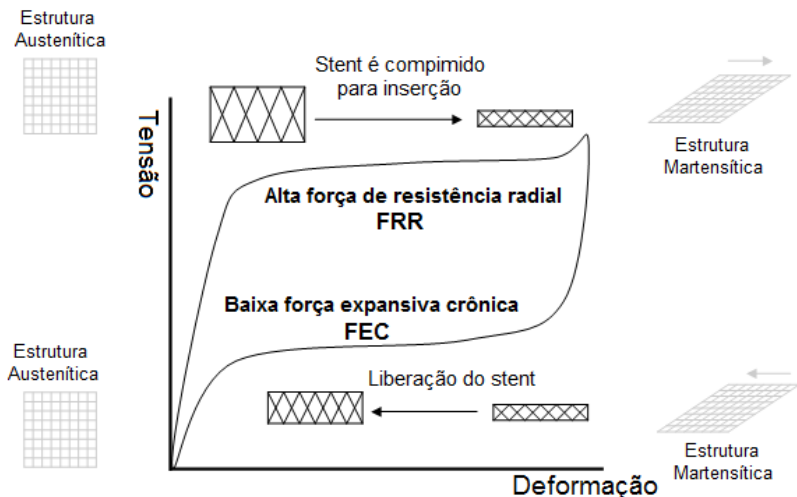 Estrutura
Austenítica
Stent é compimido
para inserção
Estrutura
Martensítica
Tensão
Alta força de resistência radial
FRR
Baixa força expansiva crônica
FEC
Estrutura
Austenítica
Liberação do stent
Estrutura
Martensítica
Deformação